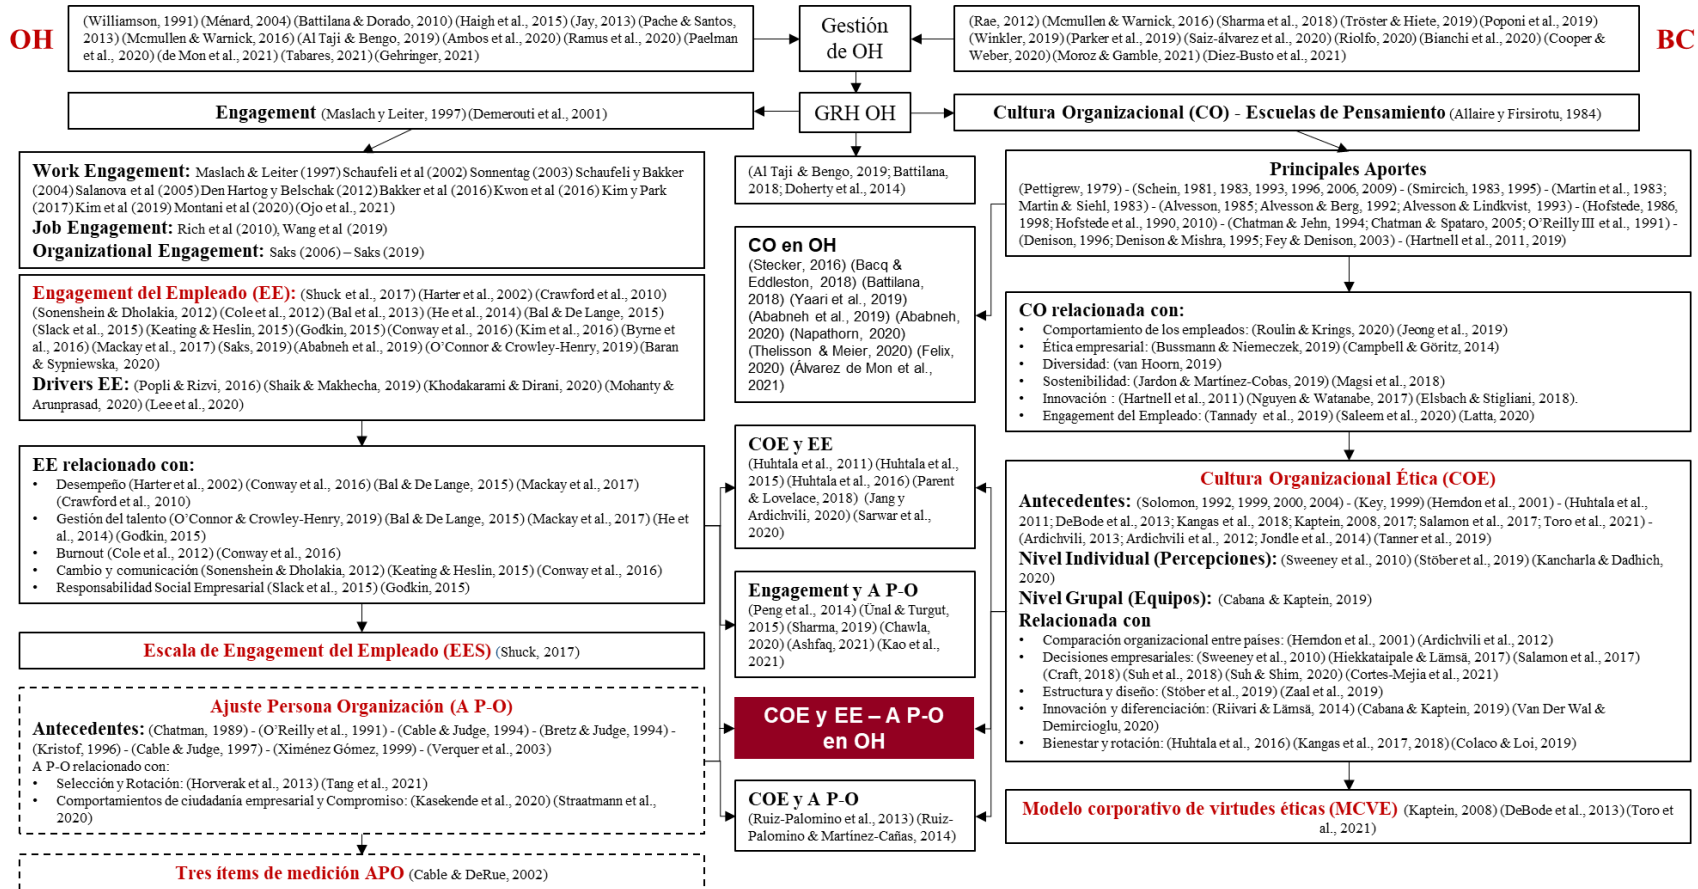 OH
(Williamson, 1991) (Ménard, 2004) (Battilana & Dorado, 2010) (Haigh et al., 2015) (Jay, 2013) (Pache & Santos,
2013) (Mcmullen & Warnick, 2016) (Al Taji & Bengo, 2019) (Ambos et al., 2020) (Ramus et al., 2020) (Paelman
et al., 2020) (de Mon et al., 2021) (Tabares, 2021) (Gehringer, 2021)
Gestión
de OH
(Rae, 2012) (Mcmullen & Warnick, 2016) (Sharma et al., 2018) (Tröster & Hiete, 2019) (Poponi et al., 2019)
(Winkler, 2019) (Parker et al., 2019) (Saiz-álvarez et al., 2020) (Riolfo, 2020) (Bianchi et al., 2020) (Cooper &
Weber, 2020) (Moroz & Gamble, 2021) (Diez-Busto et al., 2021)
BC
Engagement (Maslach y Leiter, 1997) (Demerouti et al., 2001)
GRH OH
Cultura Organizacional (CO) - Escuelas de Pensamiento (Allaire y Firsirotu, 1984)
Work Engagement: Maslach & Leiter (1997) Schaufeli et al (2002) Sonnentag (2003) Schaufeli y Bakker
(2004) Salanova et al (2005) Den Hartog y Belschak (2012) Bakker et al (2016) Kwon et al (2016) Kim y Park
(2017) Kim et al (2019) Montani et al (2020) (Ojo et al., 2021)
Job Engagement: Rich et al (2010), Wang et al (2019)
Organizational Engagement: Saks (2006) – Saks (2019)
(Al Taji & Bengo, 2019; Battilana,
2018; Doherty et al., 2014)
Principales Aportes
(Pettigrew, 1979) - (Schein, 1981, 1983, 1993, 1996, 2006, 2009) - (Smircich, 1983, 1995) - (Martin et al., 1983;
Martin & Siehl, 1983) - (Alvesson, 1985; Alvesson & Berg, 1992; Alvesson & Lindkvist, 1993) - (Hofstede, 1986,
1998; Hofstede et al., 1990, 2010) - (Chatman & Jehn, 1994; Chatman & Spataro, 2005; O'Reilly III et al., 1991) -
(Denison, 1996; Denison & Mishra, 1995; Fey & Denison, 2003) - (Hartnell et al., 2011, 2019)
CO en OH
(Stecker, 2016) (Bacq &
Eddleston, 2018) (Battilana,
2018) (Yaari et al., 2019)
(Ababneh et al., 2019) (Ababneh,
2020) (Napathorn, 2020)
(Thelisson & Meier, 2020) (Felix,
2020) (Álvarez de Mon et al.,
2021)
Engagement del Empleado (EE): (Shuck et al., 2017) (Harter et al., 2002) (Crawford et al., 2010)
(Sonenshein & Dholakia, 2012) (Cole et al., 2012) (Bal et al., 2013) (He et al., 2014) (Bal & De Lange, 2015)
(Slack et al., 2015) (Keating & Heslin, 2015) (Godkin, 2015) (Conway et al., 2016) (Kim et al., 2016) (Byrne et
al., 2016) (Mackay et al., 2017) (Saks, 2019) (Ababneh et al., 2019) (O'Connor & Crowley-Henry, 2019) (Baran
& Sypniewska, 2020)
Drivers EE: (Popli & Rizvi, 2016) (Shaik & Makhecha, 2019) (Khodakarami & Dirani, 2020) (Mohanty &
Arunprasad, 2020) (Lee et al., 2020)
CO relacionada con:
• Comportamiento de los empleados: (Roulin & Krings, 2020) (Jeong et al., 2019)
• Ética empresarial: (Bussmann & Niemeczek, 2019) (Campbell & Göritz, 2014)
• Diversidad: (van Hoorn, 2019)
• Sostenibilidad: (Jardon & Martínez-Cobas, 2019) (Magsi et al., 2018)
• Innovación : (Hartnell et al., 2011) (Nguyen & Watanabe, 2017) (Elsbach & Stigliani, 2018).
• Engagement del Empleado: (Tannady et al., 2019) (Saleem et al., 2020) (Latta, 2020)
EE relacionado con:
• Desempeño (Harter et al., 2002) (Conway et al., 2016) (Bal & De Lange, 2015) (Mackay et al., 2017)
(Crawford et al., 2010)
• Gestión del talento (O'Connor & Crowley-Henry, 2019) (Bal & De Lange, 2015) (Mackay et al., 2017) (He et
al., 2014) (Godkin, 2015)
• Burnout (Cole et al., 2012) (Conway et al., 2016)
• Cambio y comunicación (Sonenshein & Dholakia, 2012) (Keating & Heslin, 2015) (Conway et al., 2016)
• Responsabilidad Social Empresarial (Slack et al., 2015) (Godkin, 2015)
COE y EE
(Huhtala et al., 2011) (Huhtala et al.,
2015) (Huhtala et al., 2016) (Parent
& Lovelace, 2018) (Jang y
Ardichvili, 2020) (Sarwar et al.,
2020)
Cultura Organizacional Ética (COE)
Antecedentes: (Solomon, 1992, 1999, 2000, 2004) - (Key, 1999) (Herndon et al., 2001) - (Huhtala et al.,
2011; DeBode et al., 2013; Kangas et al., 2018; Kaptein, 2008, 2017; Salamon et al., 2017; Toro et al., 2021) -
(Ardichvili, 2013; Ardichvili et al., 2012; Jondle et al., 2014) (Tanner et al., 2019)
Nivel Individual (Percepciones): (Sweeney et al., 2010) (Stöber et al., 2019) (Kancharla & Dadhich,
2020)
Nivel Grupal (Equipos): (Cabana & Kaptein, 2019)
Relacionada con
• Comparación organizacional entre países: (Herndon et al., 2001) (Ardichvili et al., 2012)
• Decisiones empresariales: (Sweeney et al., 2010) (Hiekkataipale & Lämsä, 2017) (Salamon et al., 2017)
(Craft, 2018) (Suh et al., 2018) (Suh & Shim, 2020) (Cortes-Mejia et al., 2021)
• Estructura y diseño: (Stöber et al., 2019) (Zaal et al., 2019)
• Innovación y diferenciación: (Riivari & Lämsä, 2014) (Cabana & Kaptein, 2019) (Van Der Wal &
Demircioglu, 2020)
• Bienestar y rotación: (Huhtala et al., 2016) (Kangas et al., 2017, 2018) (Colaco & Loi, 2019)
Engagement y A P-O
(Peng et al., 2014) (Ünal & Turgut,
2015) (Sharma, 2019) (Chawla,
2020) (Ashfaq, 2021) (Kao et al.,
2021)
Escala de Engagement del Empleado (EES) (Shuck, 2017)
Ajuste Persona Organización (A P-O)
Antecedentes: (Chatman, 1989) - (O'Reilly et al., 1991) - (Cable & Judge, 1994) - (Bretz & Judge, 1994) -
(Kristof, 1996) - (Cable & Judge, 1997) - (Ximénez Gómez, 1999) - (Verquer et al., 2003)
A P-O relacionado con:
• Selección y Rotación: (Horverak et al., 2013) (Tang et al., 2021)
• Comportamientos de ciudadanía empresarial y Compromiso: (Kasekende et al., 2020) (Straatmann et al.,
2020)
COE y EE – A P-O
en OH
COE y A P-O
(Ruiz-Palomino et al., 2013) (Ruiz-
Palomino & Martínez-Cañas, 2014)
Modelo corporativo de virtudes éticas (MCVE) (Kaptein, 2008) (DeBode et al., 2013) (Toro
et al., 2021)
Tres ítems de medición APO (Cable & DeRue, 2002)